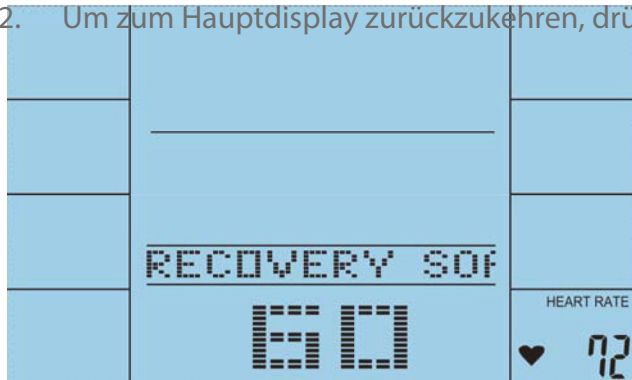 2. Um zum Hauptdisplay zurückzukehren, drü
RECOVERY SOF
60
HEART RATE
72